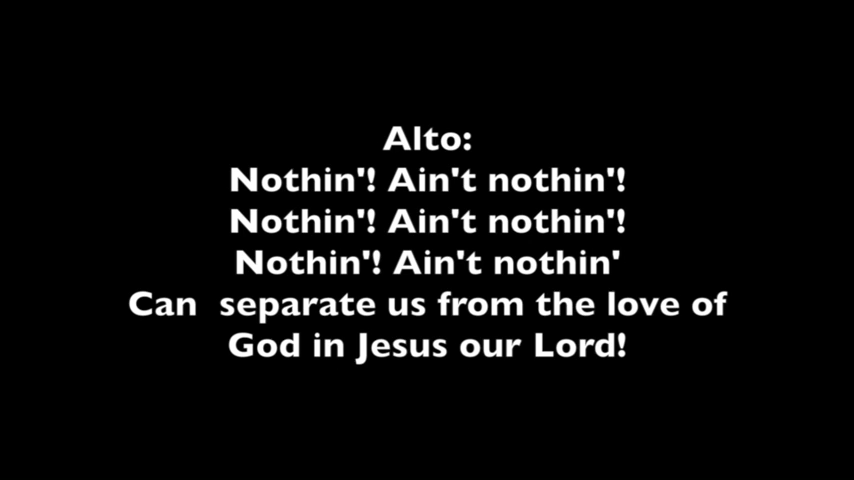 Alto:
Nothin'! Ain't nothin'!
Nothin'! Ain't nothin'!
Nothin'! Ain't nothin'
Can  separate us from the love of
God in Jesus our Lord!